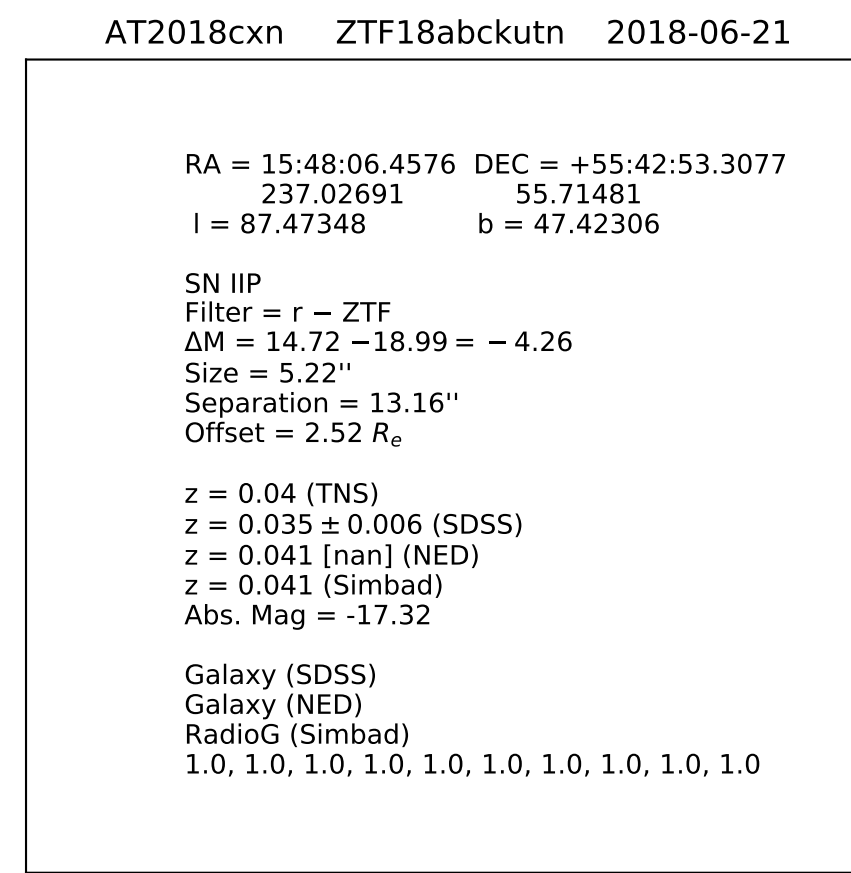 AT2018cxn ZTF18abckutn 2018-06-21
RA = 15:48:06.4576 DEC = +55:42:53.3077
237.02691 55.71481
l = 87.47348 b = 47.42306
SN IIP
Filter = r − ZTF
ΔM = 14.72 −18.99 = − 4.26
Size = 5.22''
Separation = 13.16''
Offset = 2.52 Re
z = 0.04 (TNS)
z = 0.035 ± 0.006 (SDSS)
z = 0.041 [nan] (NED)
z = 0.041 (Simbad)
Abs. Mag = -17.32
Galaxy (SDSS)
Galaxy (NED)
RadioG (Simbad)
1.0, 1.0, 1.0, 1.0, 1.0, 1.0, 1.0, 1.0, 1.0, 1.0